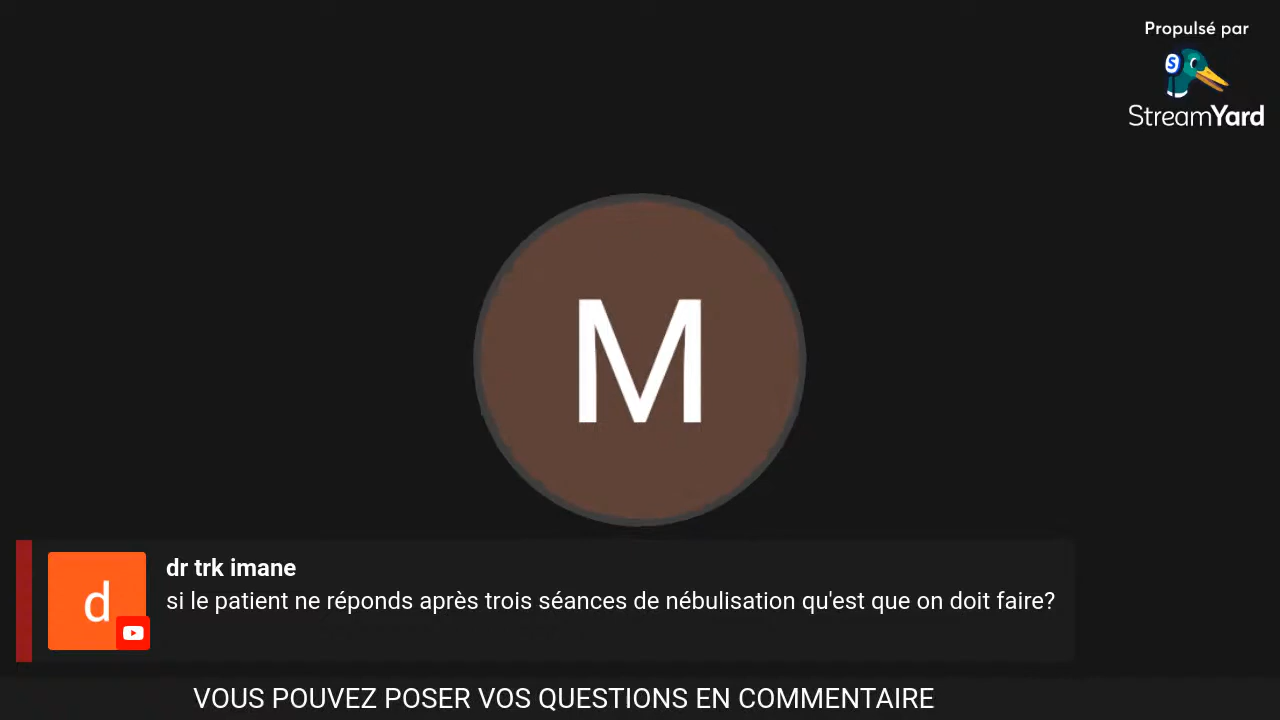 Propulsé par
S
StreamYard
M
d
dr trk imane
si le patient ne réponds après trois séances de nébulisation qu'est que on doit faire?
VOUS POUVEZ POSER VOS QUESTIONS EN COMMENTAIRE